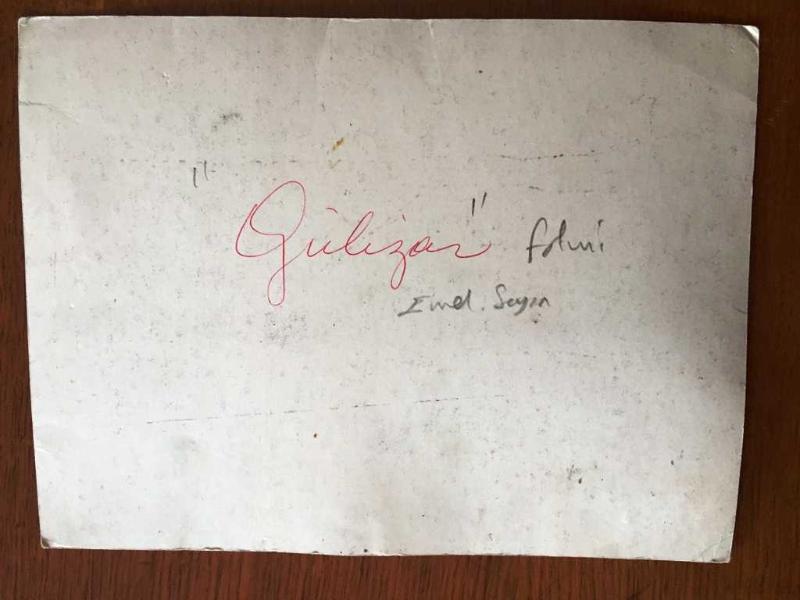 "Gülizar" filmi
Emel. Sayın